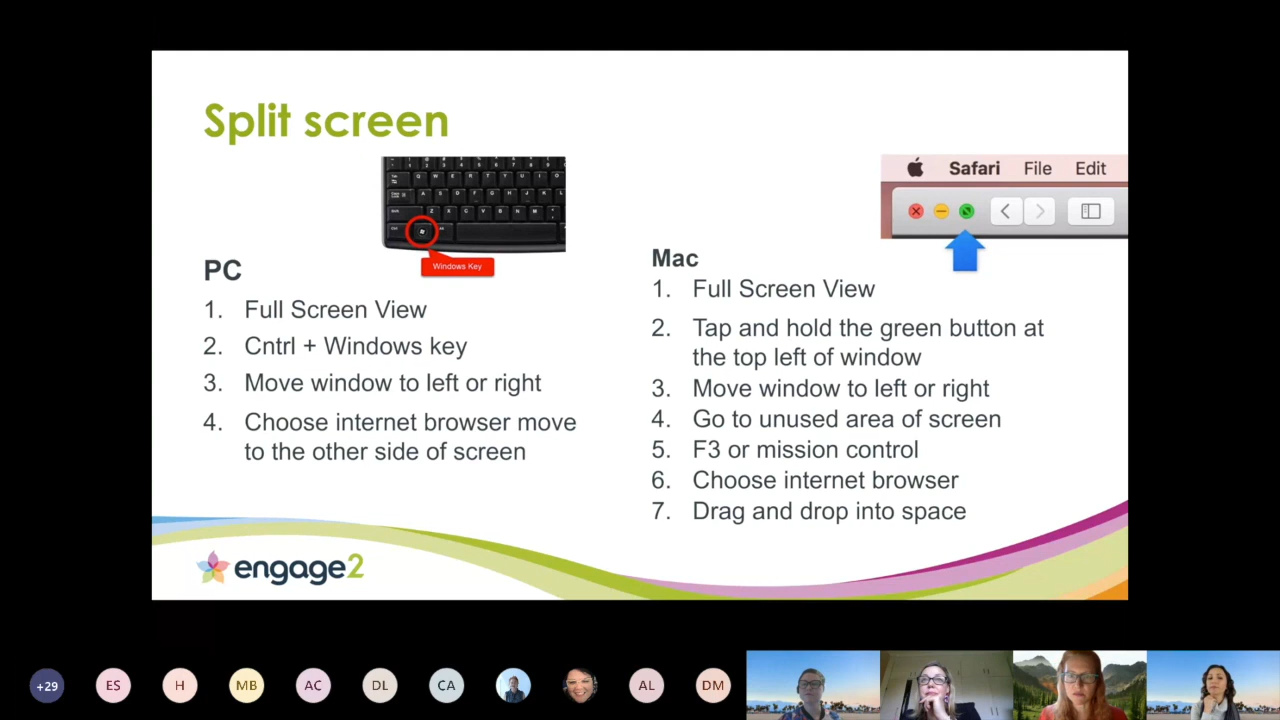 Split screen
Windows Key
Safari File Edit
PC
1. Full Screen View
2. Cntrl + Windows key
3. Move window to left or right
4. Choose internet browser move
to the other side of screen
Mac
1. Full Screen View
2. Tap and hold the green button at
the top left of window
3. Move window to left or right
4. Go to unused area of screen
5. F3 or mission control
6. Choose internet browser
7. Drag and drop into space
engage2
+29 ES H MB AC DL CA AL DM